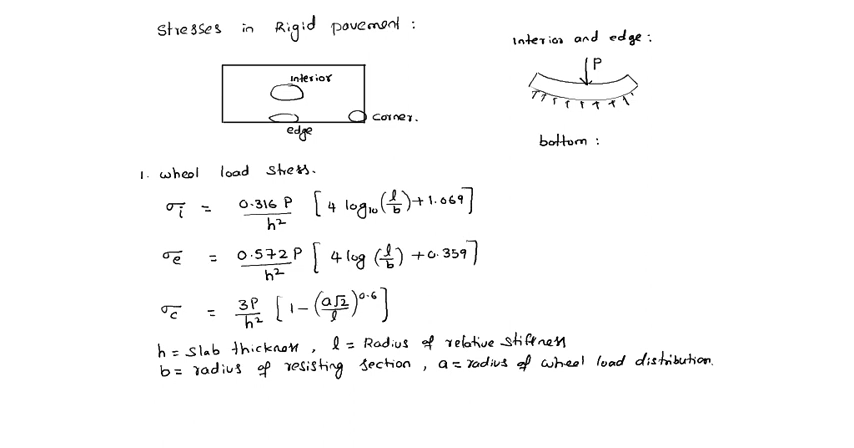 Stresses in Rigid pavement :
interior and edge :
P
interior
corner.
edge
bottom :
1. wheel load stress.
σi = 0.316 P / h² [ 4 log₁₀ (l/b) + 1.069 ]
σe = 0.572 P / h² [ 4 log (l/b) + 0.359 ]
σc = 3P / h² [ 1 - (a√2 / l)^0.6 ]
h = slab thickness , l = Radius of relative stiffness
b = radius of resisting section , a = radius of wheel load distribution.